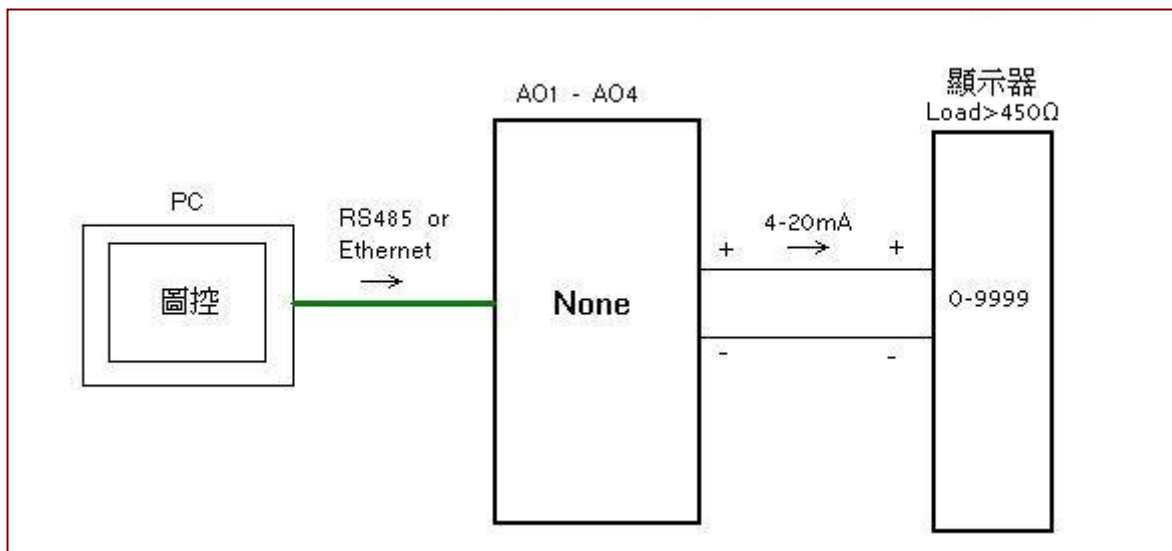 PC
圖控
RS485 or
Ethernet
AO1 - AO4
None
4-20mA
+
+
-
-
顯示器
Load>450Ω
0-9999